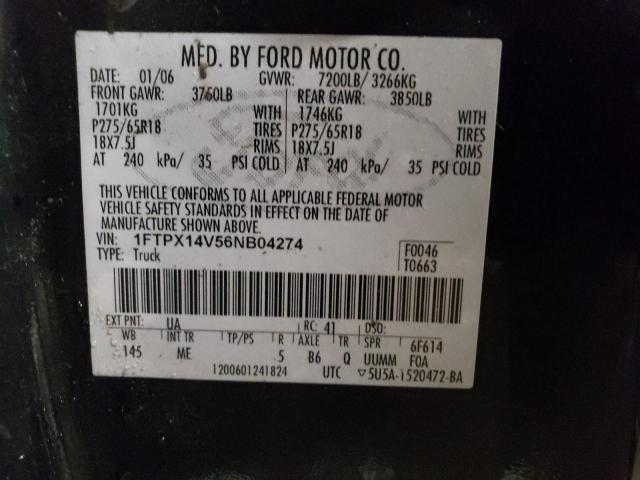 MFD. BY FORD MOTOR CO.
DATE: 01/06 GVWR: 7200LB/ 3266KG
FRONT GAWR: 3750LB REAR GAWR: 3850LB
1701KG WITH 1746KG WITH
P275/65R18 TIRES P275/65R18 TIRES
18X7.5J RIMS 18X7.5J RIMS
AT 240 kPa/ 35 PSI COLD AT 240 kPa/ 35 PSI COLD
THIS VEHICLE CONFORMS TO ALL APPLICABLE FEDERAL MOTOR
VEHICLE SAFETY STANDARDS IN EFFECT ON THE DATE OF
MANUFACTURE SHOWN ABOVE.
VIN: 1FTPX14V56NB04274 F0046
TYPE: Truck T0663
EXT PNT: UA RC: 41 DSO:
WB INT TR TP/PS R AXLE TR SPR 6F614
145 ME 5 B6 Q UUMM F0A
1200601241824 UTC ▽5U5A-1520472-BA